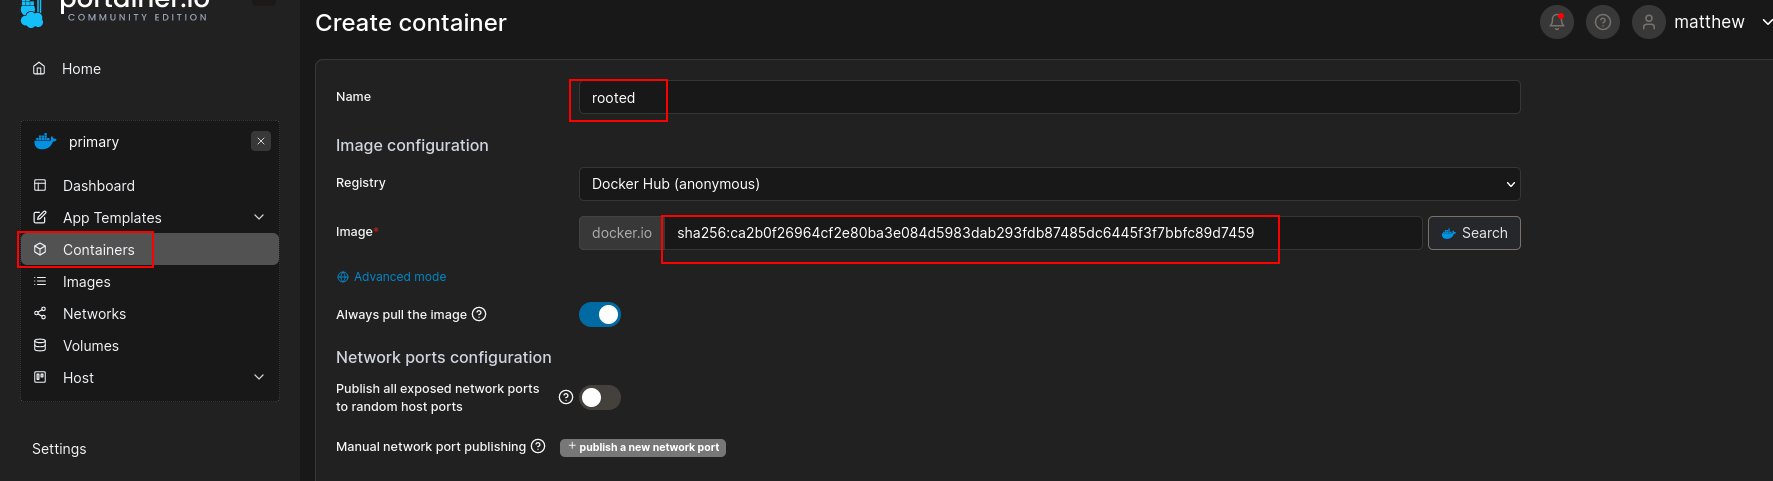 portainer.io
COMMUNITY EDITION
Create container
matthew
Home
Name
rooted
primary
Image configuration
Dashboard
Registry
Docker Hub (anonymous)
App Templates
Image*
docker.io
sha256:ca2b0f26964cf2e80ba3e084d5983dab293fdb87485dc6445f3f7bbfc89d7459
Search
Containers
Advanced mode
Images
Always pull the image
Networks
Volumes
Network ports configuration
Host
Publish all exposed network ports
to random host ports
Settings
Manual network port publishing
+ publish a new network port